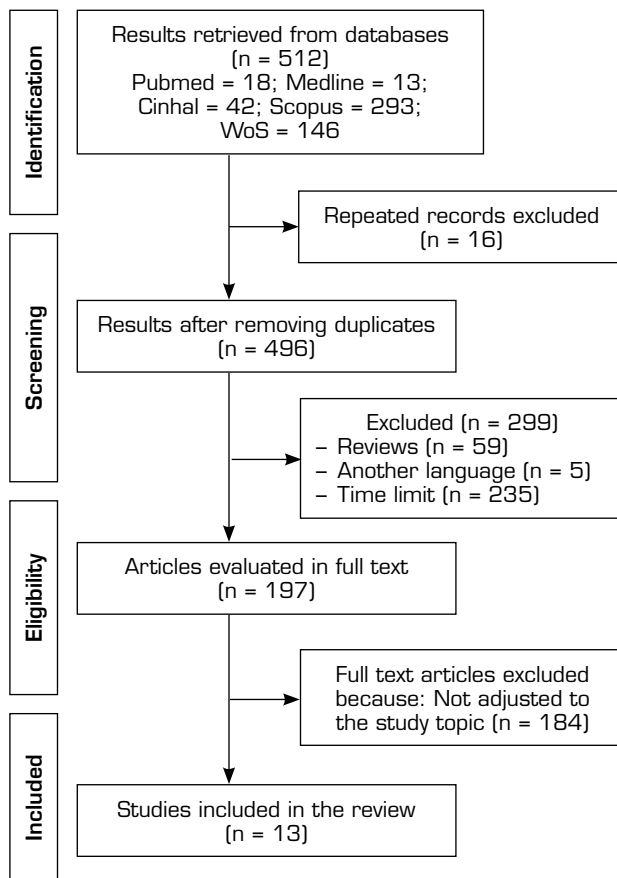 Identification
Results retrieved from databases
(n = 512)
Pubmed = 18; Medline = 13;
Cinhal = 42; Scopus = 293;
WoS = 146
Repeated records excluded
(n = 16)
Screening
Results after removing duplicates
(n = 496)
Excluded (n = 299)
– Reviews (n = 59)
– Another language (n = 5)
– Time limit (n = 235)
Eligibility
Articles evaluated in full text
(n = 197)
Full text articles excluded
because: Not adjusted to
the study topic (n = 184)
Included
Studies included in the review
(n = 13)